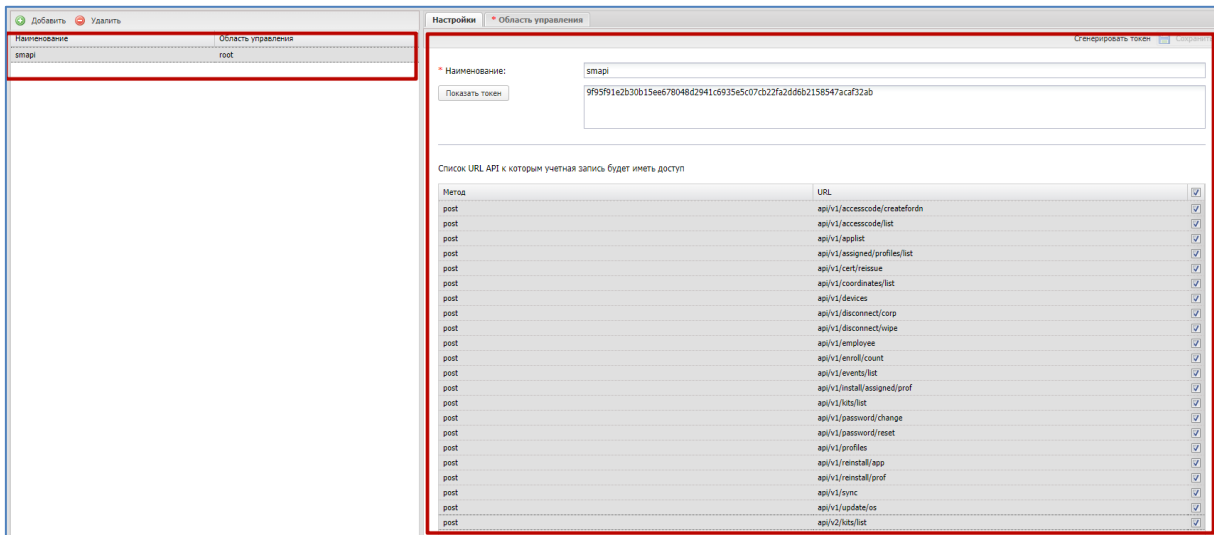 Добавить Удалить
Наименование Область управления
smapi root
Настройки * Область управления
Сгенерировать токен Сохранить
* Наименование: smapi
Показать токен 9f95f91e2b30b15ee678048d2941c6935e5c07cb22fa2dd6b2158547acaf32ab
Список URL API к которым учетная запись будет иметь доступ
Метод URL
post api/v1/accesscode/createfordn
post api/v1/accesscode/list
post api/v1/applist
post api/v1/assigned/profiles/list
post api/v1/cert/reissue
post api/v1/coordinates/list
post api/v1/devices
post api/v1/disconnect/corp
post api/v1/disconnect/wipe
post api/v1/employee
post api/v1/enroll/count
post api/v1/events/list
post api/v1/install/assigned/prof
post api/v1/kits/list
post api/v1/password/change
post api/v1/password/reset
post api/v1/profiles
post api/v1/reinstall/app
post api/v1/reinstall/prof
post api/v1/sync
post api/v1/update/os
post api/v2/kits/list